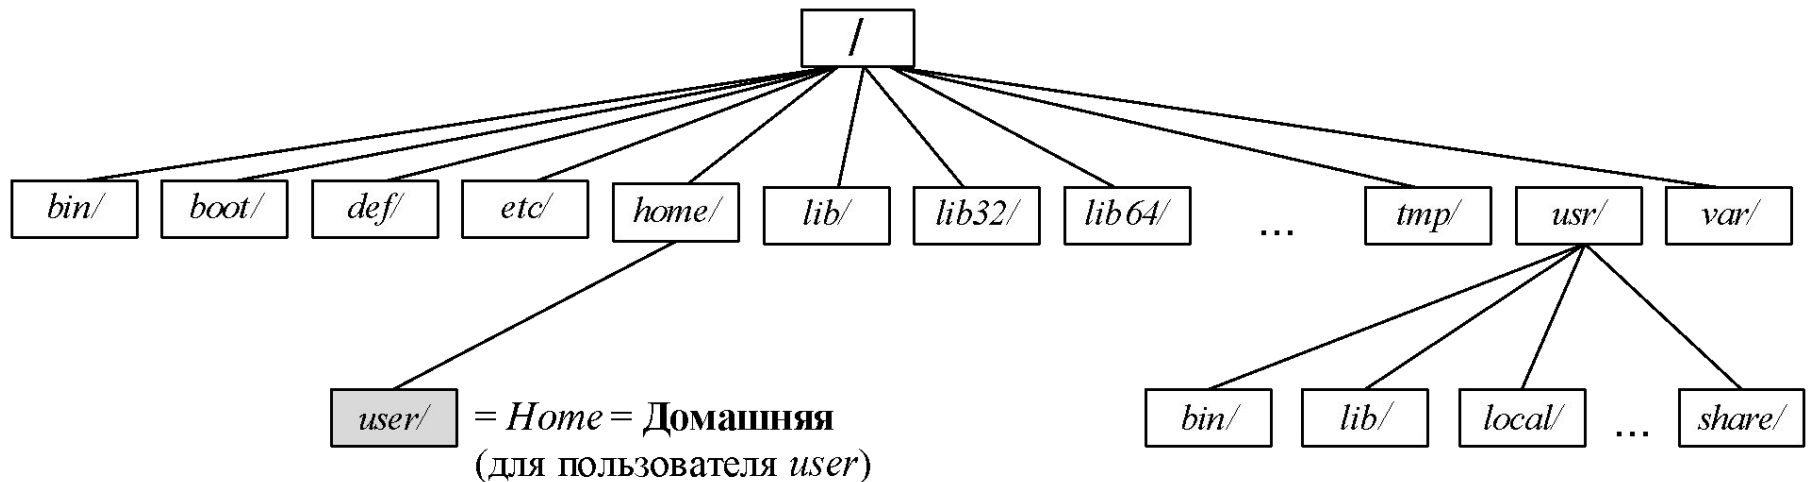 /
bin/ boot/ def/ etc/ home/ lib/ lib32/ lib64/ ... tmp/ usr/ var/
user/ = Home = Домашняя
(для пользователя user)
bin/ lib/ local/ ... share/